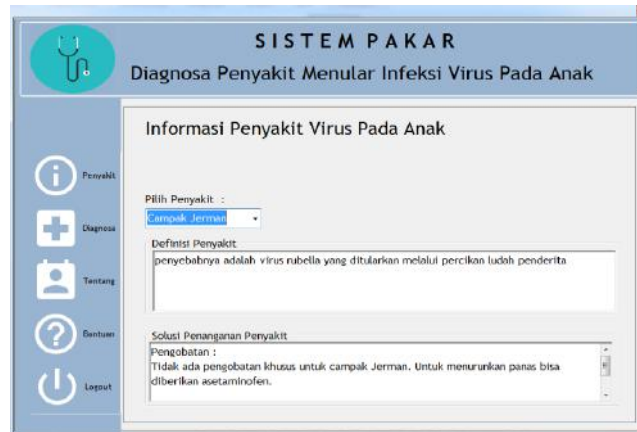 SISTEM PAKAR
Diagnosa Penyakit Menular Infeksi Virus Pada Anak
Informasi Penyakit Virus Pada Anak
Penyakit
Diagnosa
Tentang
Bantuan
Logout
Pilih Penyakit :
Campak Jerman
Definisi Penyakit
penyebabnya adalah virus rubella yang ditularkan melalui percikan ludah penderita
Solusi Penanganan Penyakit
Pengobatan :
Tidak ada pengobatan khusus untuk campak Jerman. Untuk menurunkan panas bisa
diberikan asetaminofen.